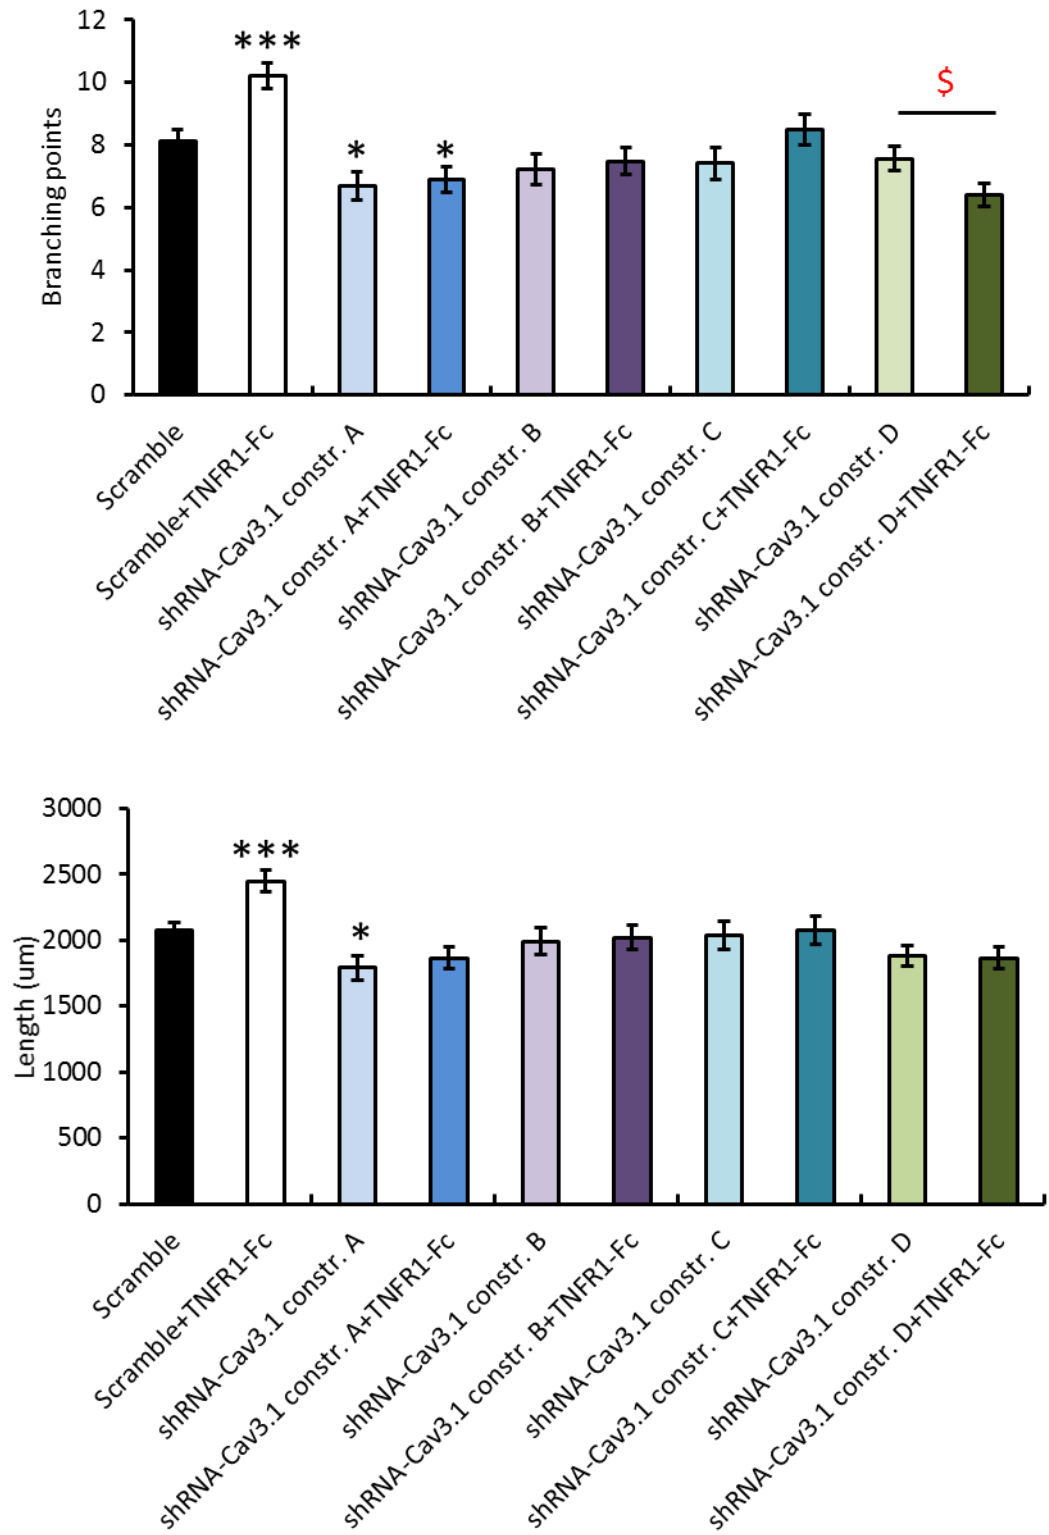 12
10
8
6
4
2
0
Branching points
***
*
*
$
Scramble
Scramble+TNFR1-Fc
shRNA-Cav3.1 constr. A
shRNA-Cav3.1 constr. A+TNFR1-Fc
shRNA-Cav3.1 constr. B
shRNA-Cav3.1 constr. B+TNFR1-Fc
shRNA-Cav3.1 constr. C
shRNA-Cav3.1 constr. C+TNFR1-Fc
shRNA-Cav3.1 constr. D
shRNA-Cav3.1 constr. D+TNFR1-Fc
3000
2500
2000
1500
1000
500
0
Length (um)
***
*
Scramble
Scramble+TNFR1-Fc
shRNA-Cav3.1 constr. A
shRNA-Cav3.1 constr. A+TNFR1-Fc
shRNA-Cav3.1 constr. B
shRNA-Cav3.1 constr. B+TNFR1-Fc
shRNA-Cav3.1 constr. C
shRNA-Cav3.1 constr. C+TNFR1-Fc
shRNA-Cav3.1 constr. D
shRNA-Cav3.1 constr. D+TNFR1-Fc